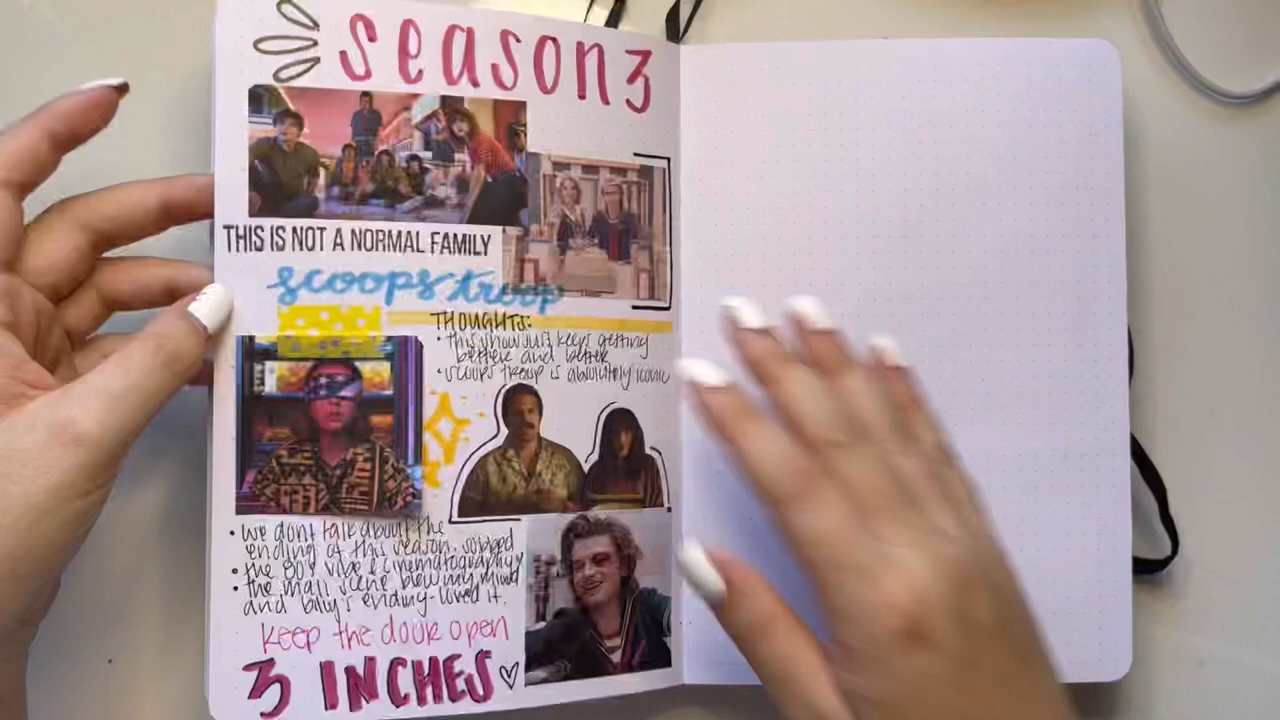 season 3
THIS IS NOT A NORMAL FAMILY
scoops troop
THOUGHTS:
• this show just keeps getting
better and better
• scoops troop is absolutely iconic
• we dont talk about the
ending of this season. sobbed
• the 80's vibe & cinematography
• the mall scene blew my mind
and billy's ending-loved it.
keep the door open
3 INCHES